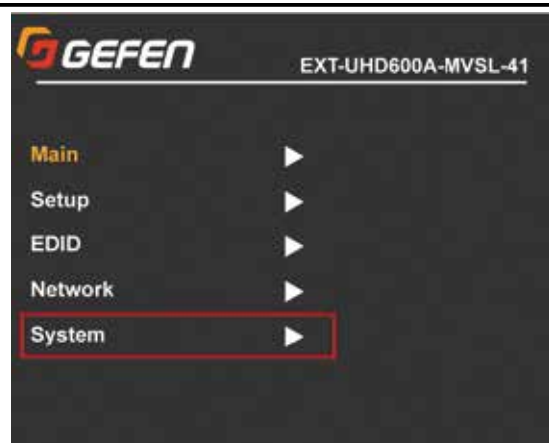 GEFEN
EXT-UHD600A-MVSL-41
Main
Setup
EDID
Network
System